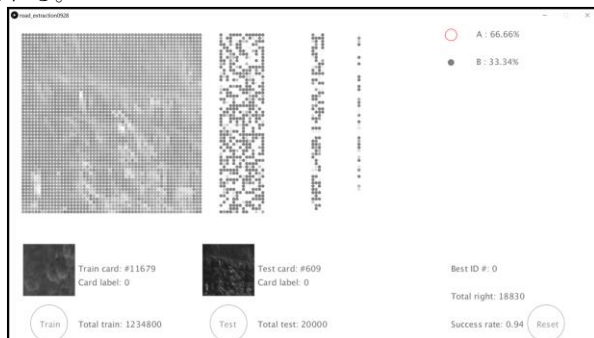 road_extraction0928
A : 66.66%
B : 33.34%
Train card: #11679
Card label: 0
Test card: #609
Card label: 0
Best ID #: 0
Total right: 18830
Train
Total train: 1234800
Test
Total test: 20000
Success rate: 0.94
Reset